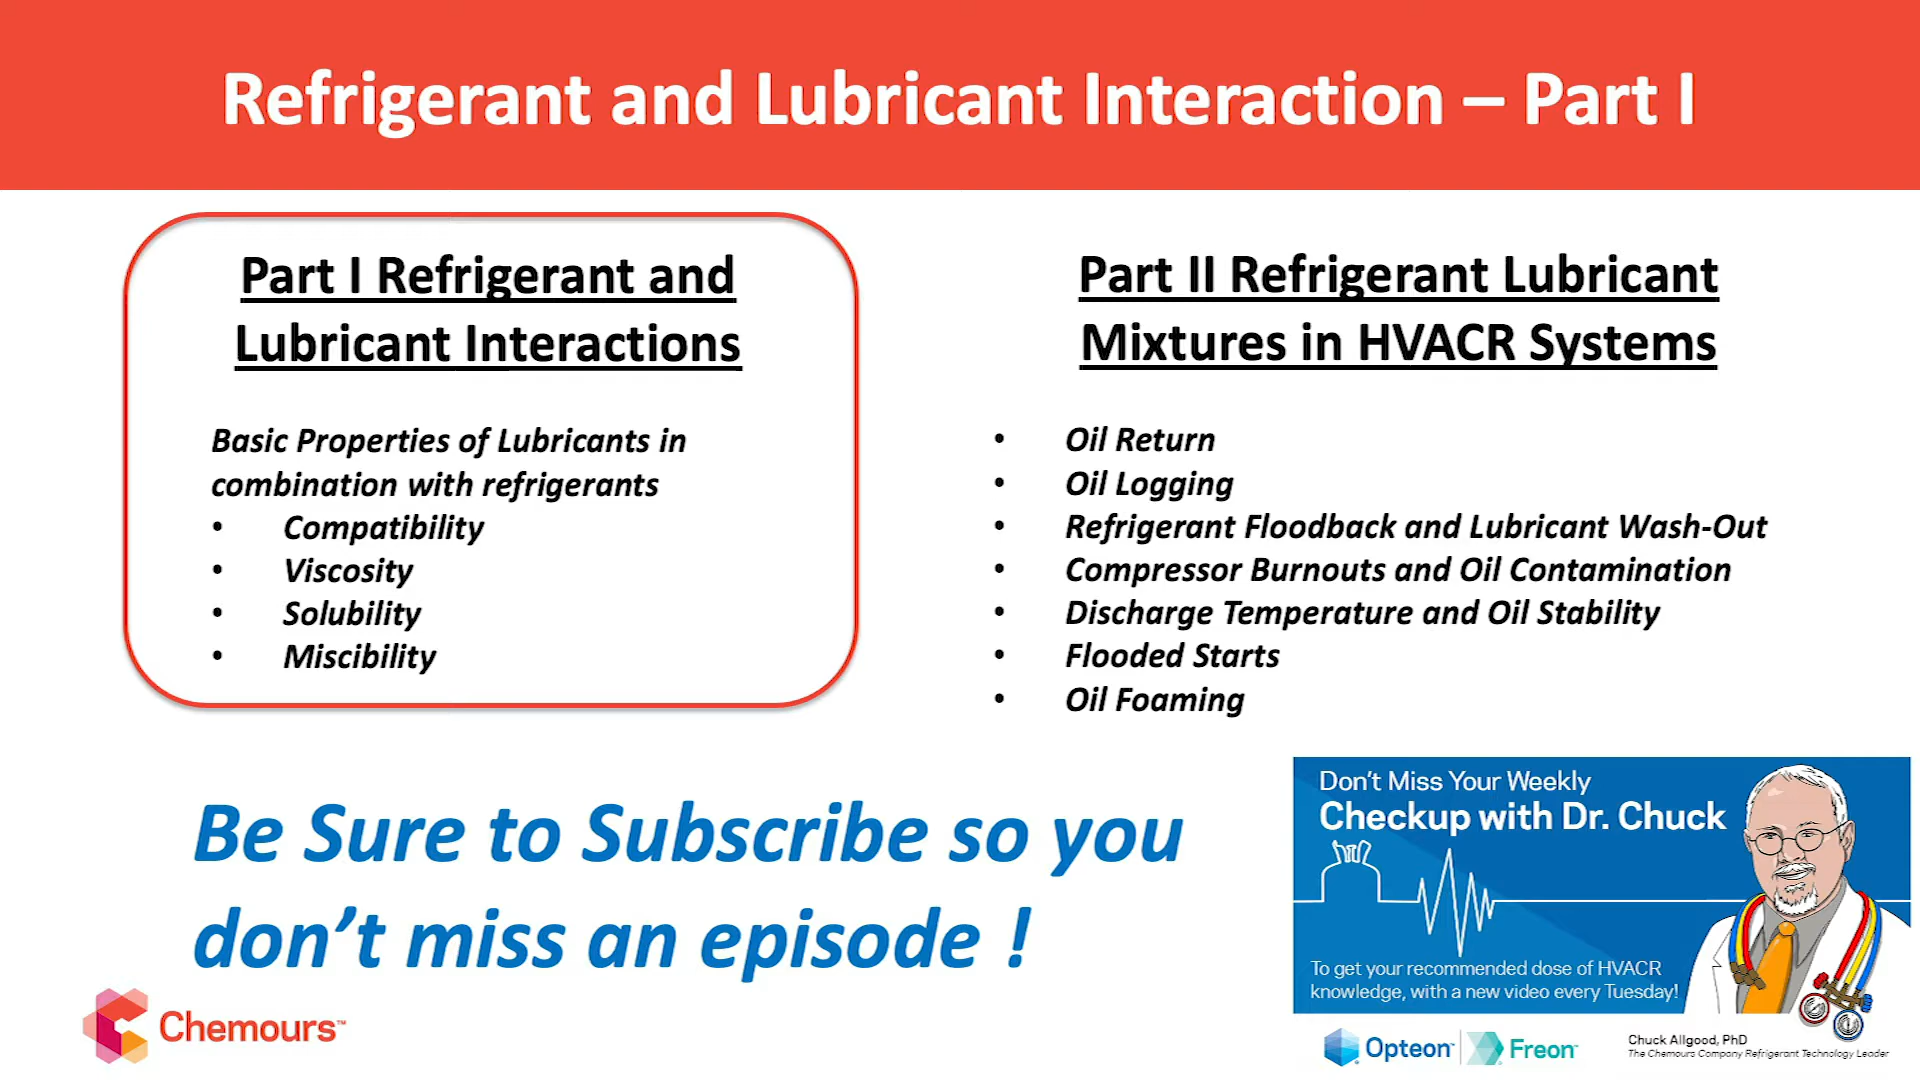 Refrigerant and Lubricant Interaction – Part I
Part I Refrigerant and
Lubricant Interactions
Basic Properties of Lubricants in
combination with refrigerants
• Compatibility
• Viscosity
• Solubility
• Miscibility
Part II Refrigerant Lubricant
Mixtures in HVACR Systems
• Oil Return
• Oil Logging
• Refrigerant Floodback and Lubricant Wash-Out
• Compressor Burnouts and Oil Contamination
• Discharge Temperature and Oil Stability
• Flooded Starts
• Oil Foaming
Be Sure to Subscribe so you
don’t miss an episode !
Don’t Miss Your Weekly
Checkup with Dr. Chuck
To get your recommended dose of HVACR
knowledge, with a new video every Tuesday!
Chemours™
Opteon™
Freon™
Chuck Allgood, PhD
The Chemours Company Refrigerant Technology Leader